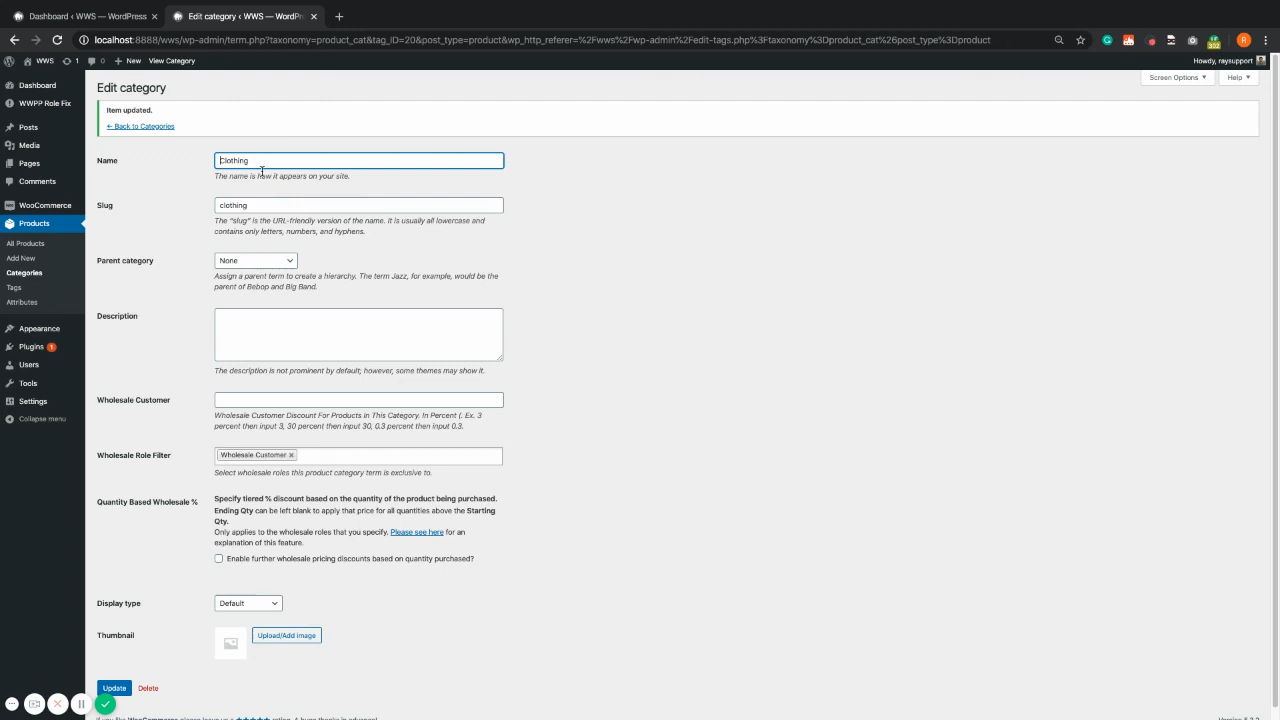 Dashboard ‹ WWS — WordPress
Edit category ‹ WWS — WordPr
localhost:8888/wws/wp-admin/term.php?taxonomy=product_cat&tag_ID=20&post_type=product&wp_http_referer=%2Fwws%2Fwp-admin%2Fedit-tags.php%3Ftaxonomy%3Dproduct_cat%26post_type%3Dproduct
WWS 1 0 New View Category
Howdy, raysupport
Screen Options
Help
Dashboard
WWPP Role Fix
Posts
Media
Pages
Comments
WooCommerce
Products
All Products
Add New
Categories
Tags
Attributes
Appearance
Plugins 1
Users
Tools
Settings
Collapse menu
Edit category
Item updated.
← Back to Categories
Name
Clothing
The name is how it appears on your site.
Slug
clothing
The “slug” is the URL-friendly version of the name. It is usually all lowercase and
contains only letters, numbers, and hyphens.
Parent category
None
Assign a parent term to create a hierarchy. The term Jazz, for example, would be the
parent of Bebop and Big Band.
Description
The description is not prominent by default; however, some themes may show it.
Wholesale Customer
Wholesale Customer Discount For Products In This Category. In Percent (. Ex. 3
percent then input 3, 30 percent then input 30, 0.3 percent then input 0.3.
Wholesale Role Filter
Wholesale Customer ×
Select wholesale roles this product category term is exclusive to.
Quantity Based Wholesale %
Specify tiered % discount based on the quantity of the product being purchased.
Ending Qty can be left blank to apply that price for all quantities above the Starting
Qty.
Only applies to the wholesale roles that you specify. Please see here for an
explanation of this feature.
Enable further wholesale pricing discounts based on quantity purchased?
Display type
Default
Thumbnail
Upload/Add image
Update
Delete